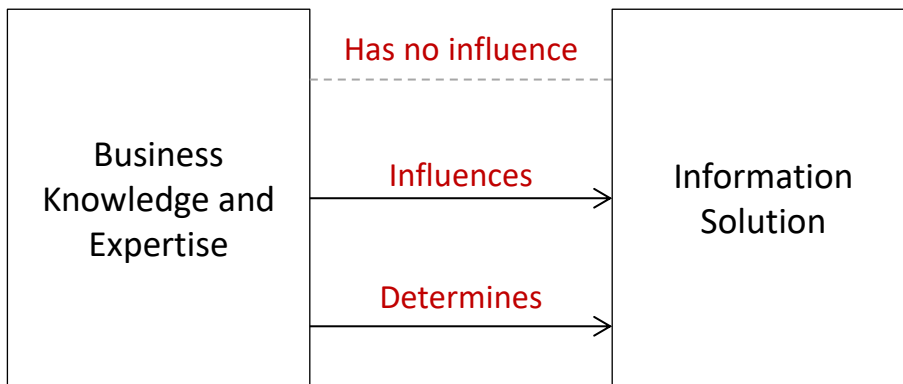 Has no influence
Business
Knowledge and
Expertise
Influences
Information
Solution
Determines